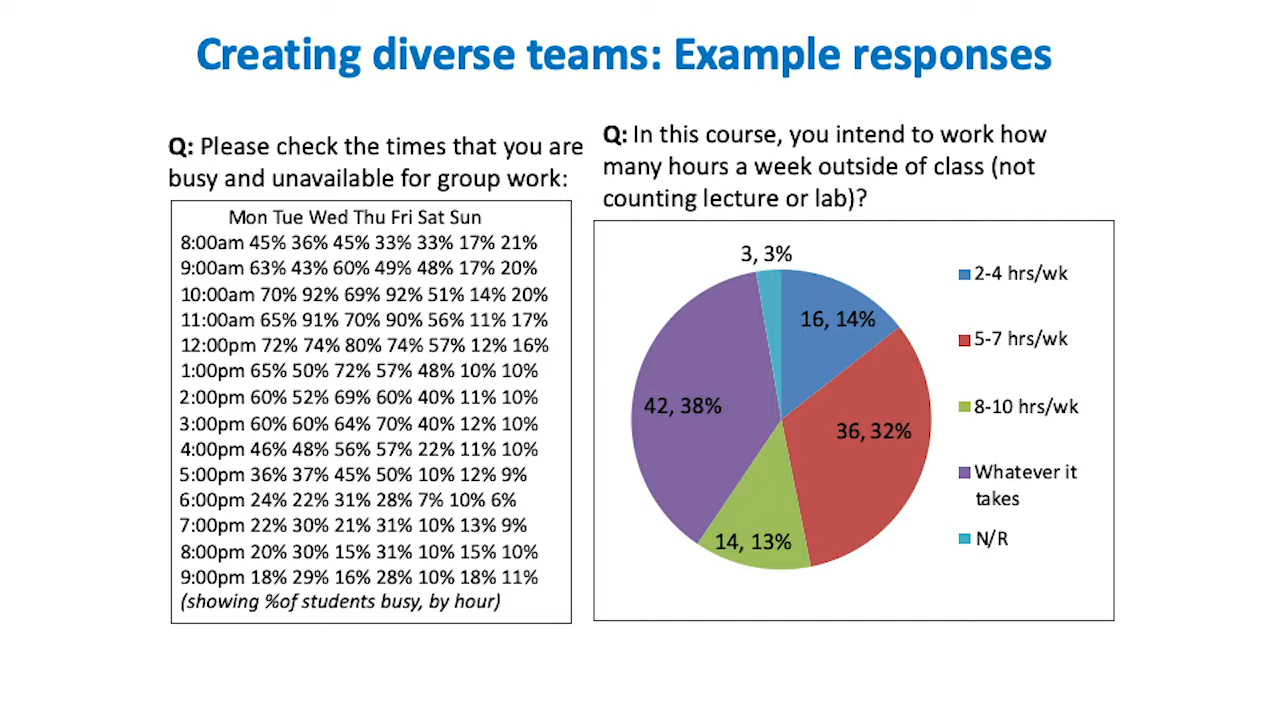 Creating diverse teams: Example responses
Q: Please check the times that you are
busy and unavailable for group work:
Mon Tue Wed Thu Fri Sat Sun
8:00am 45% 36% 45% 33% 33% 17% 21%
9:00am 63% 43% 60% 49% 48% 17% 20%
10:00am 70% 92% 69% 92% 51% 14% 20%
11:00am 65% 91% 70% 90% 56% 11% 17%
12:00pm 72% 74% 80% 74% 57% 12% 16%
1:00pm 65% 50% 72% 57% 48% 10% 10%
2:00pm 60% 52% 69% 60% 40% 11% 10%
3:00pm 60% 60% 64% 70% 40% 12% 10%
4:00pm 46% 48% 56% 57% 22% 11% 10%
5:00pm 36% 37% 45% 50% 10% 12% 9%
6:00pm 24% 22% 31% 28% 7% 10% 6%
7:00pm 22% 30% 21% 31% 10% 13% 9%
8:00pm 20% 30% 15% 31% 10% 15% 10%
9:00pm 18% 29% 16% 28% 10% 18% 11%
(showing %of students busy, by hour)
Q: In this course, you intend to work how
many hours a week outside of class (not
counting lecture or lab)?
3, 3%
16, 14%
42, 38%
36, 32%
14, 13%
2-4 hrs/wk
5-7 hrs/wk
8-10 hrs/wk
Whatever it
takes
N/R